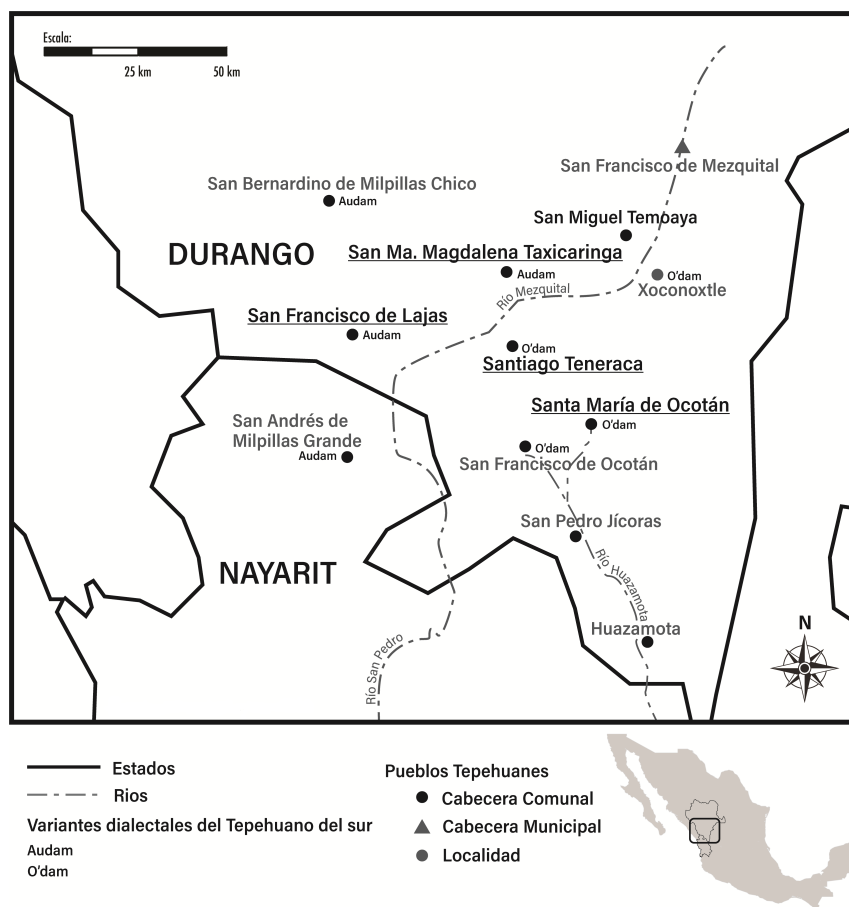 Escala:
25 km
50 km
San Francisco de Mezquital
San Bernardino de Milpillas Chico
Audam
San Miguel Temoaya
DURANGO
San Ma. Magdalena Taxicaringa
Audam
O'dam
Xoconoxtle
Río Mezquital
San Francisco de Lajas
Audam
O'dam
Santiago Teneraca
Santa María de Ocotán
O'dam
San Andrés de
Milpillas Grande
Audam
O'dam
San Francisco de Ocotán
San Pedro Jícoras
NAYARIT
Río Huazamota
Huazamota
N
Río San Pedro
Estados
Rios
Variantes dialectales del Tepehuano del sur
Audam
O'dam
Pueblos Tepehuanes
Cabecera Comunal
Cabecera Municipal
Localidad